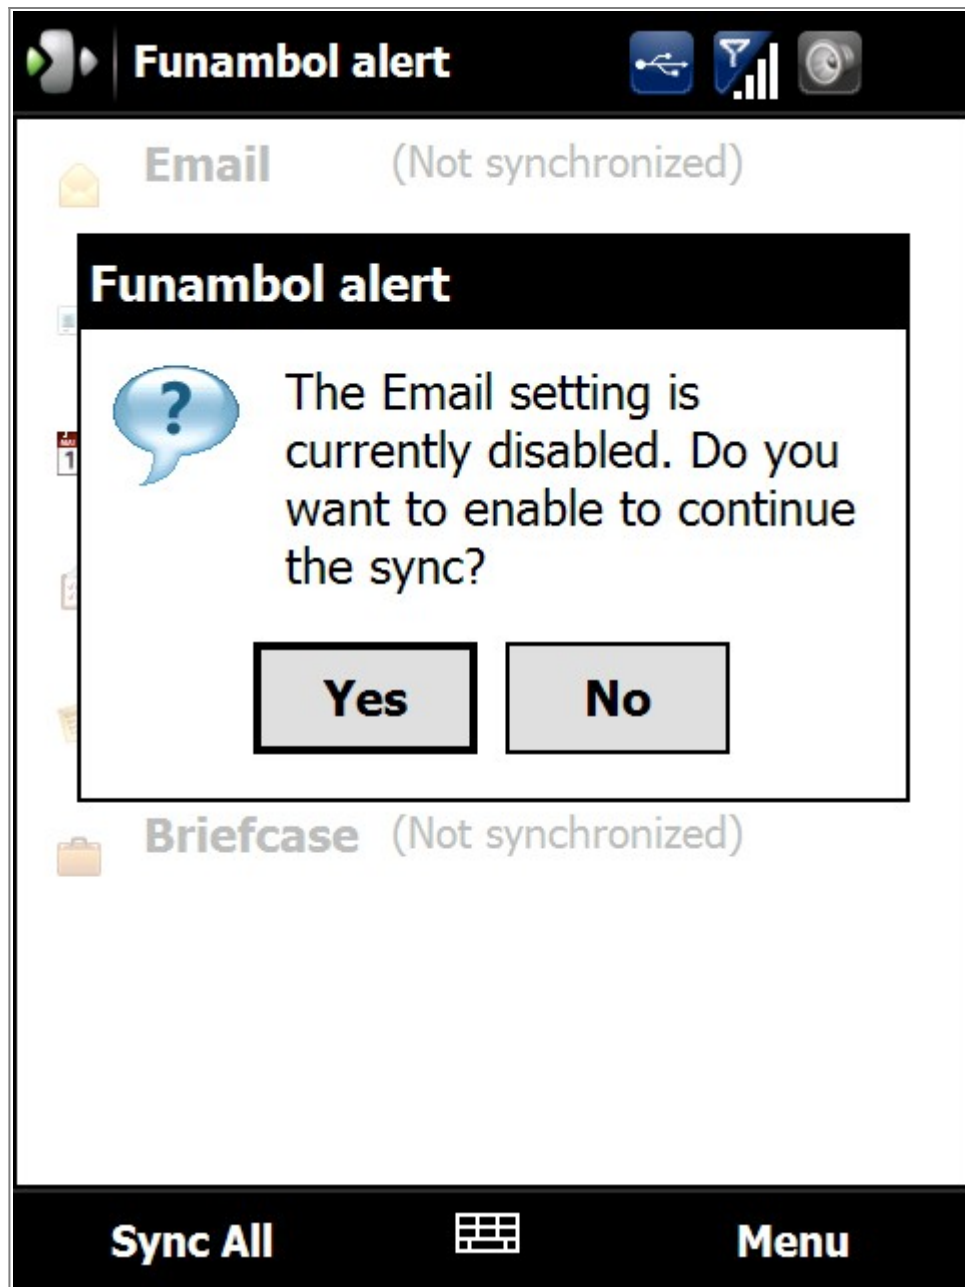 Funambol alert
Email (Not synchronized)
Funambol alert
?
The Email setting is
currently disabled. Do you
want to enable to continue
the sync?
Yes No
Briefcase (Not synchronized)
Sync All Menu